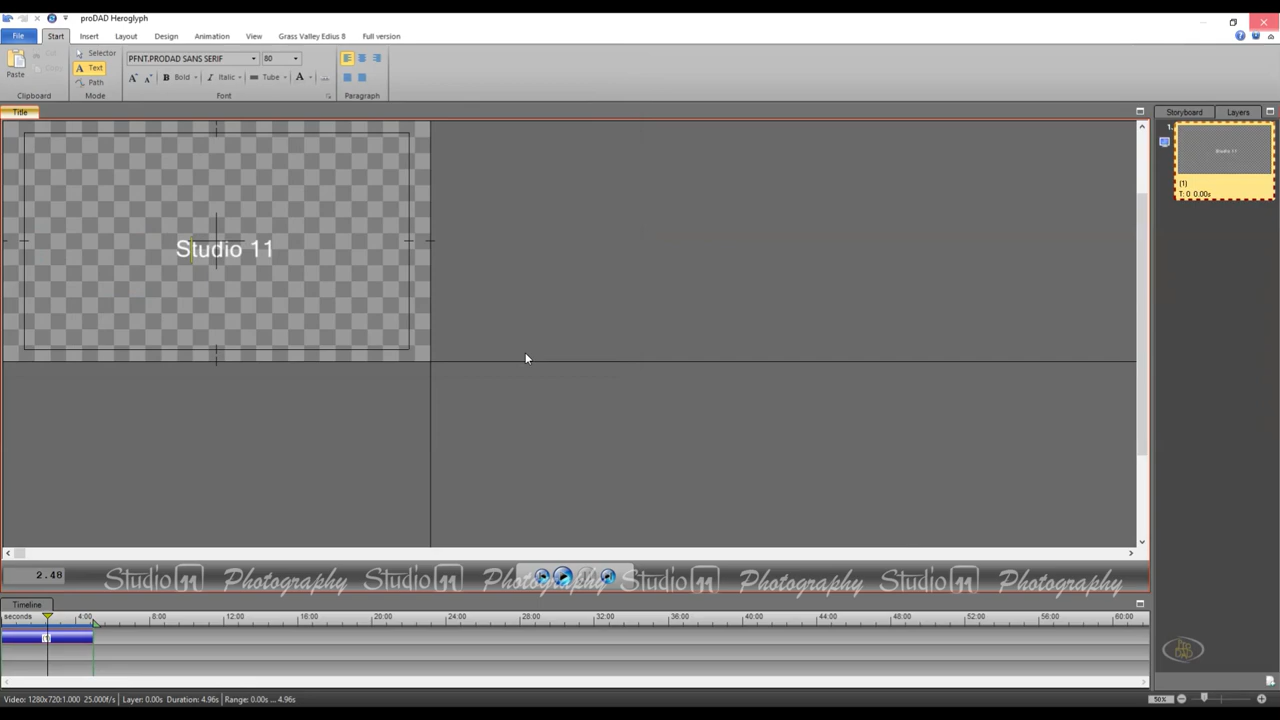 proDAD Heroglyph
File Start Insert Layout Design Animation View Grass Valley Edius 8 Full version
Paste
Cut
Copy
Selector
Text
Path
PFNT.PRODAD SANS SERIF 80
A A B Bold I Italic Tube A ...
Clipboard Mode Font Paragraph
Title
Storyboard Layers
1.
Studio 11
(1)
T: 0 0.00s
Studio 11
2.48
Studio 11 Photography Studio 11 Photography Studio 11 Photography Studio 11 Photography
Timeline
seconds 4:00 8:00 12:00 16:00 20:00 24:00 28:00 32:00 36:00 40:00 44:00 48:00 52:00 56:00 60:00
Video: 1280x720:1.000 25.000f/s Layer: 0.00s Duration: 4.96s Range: 0.00s ... 4.96s
50%